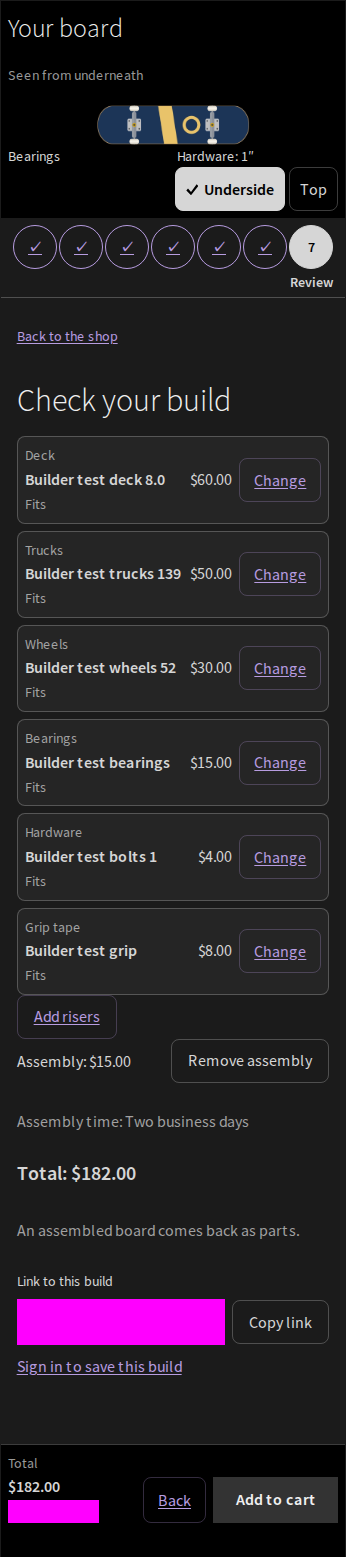 Your board
Seen from underneath
Bearings
Hardware: 1″
✓ Underside
Top
✓ ✓ ✓ ✓ ✓ ✓ 7
Review
Back to the shop
Check your build
Deck
Builder test deck 8.0 $60.00 Change
Fits
Trucks
Builder test trucks 139 $50.00 Change
Fits
Wheels
Builder test wheels 52 $30.00 Change
Fits
Bearings
Builder test bearings $15.00 Change
Fits
Hardware
Builder test bolts 1 $4.00 Change
Fits
Grip tape
Builder test grip $8.00 Change
Fits
Add risers
Assembly: $15.00 Remove assembly
Assembly time: Two business days
Total: $182.00
An assembled board comes back as parts.
Link to this build
Copy link
Sign in to save this build
Total
$182.00
Back
Add to cart